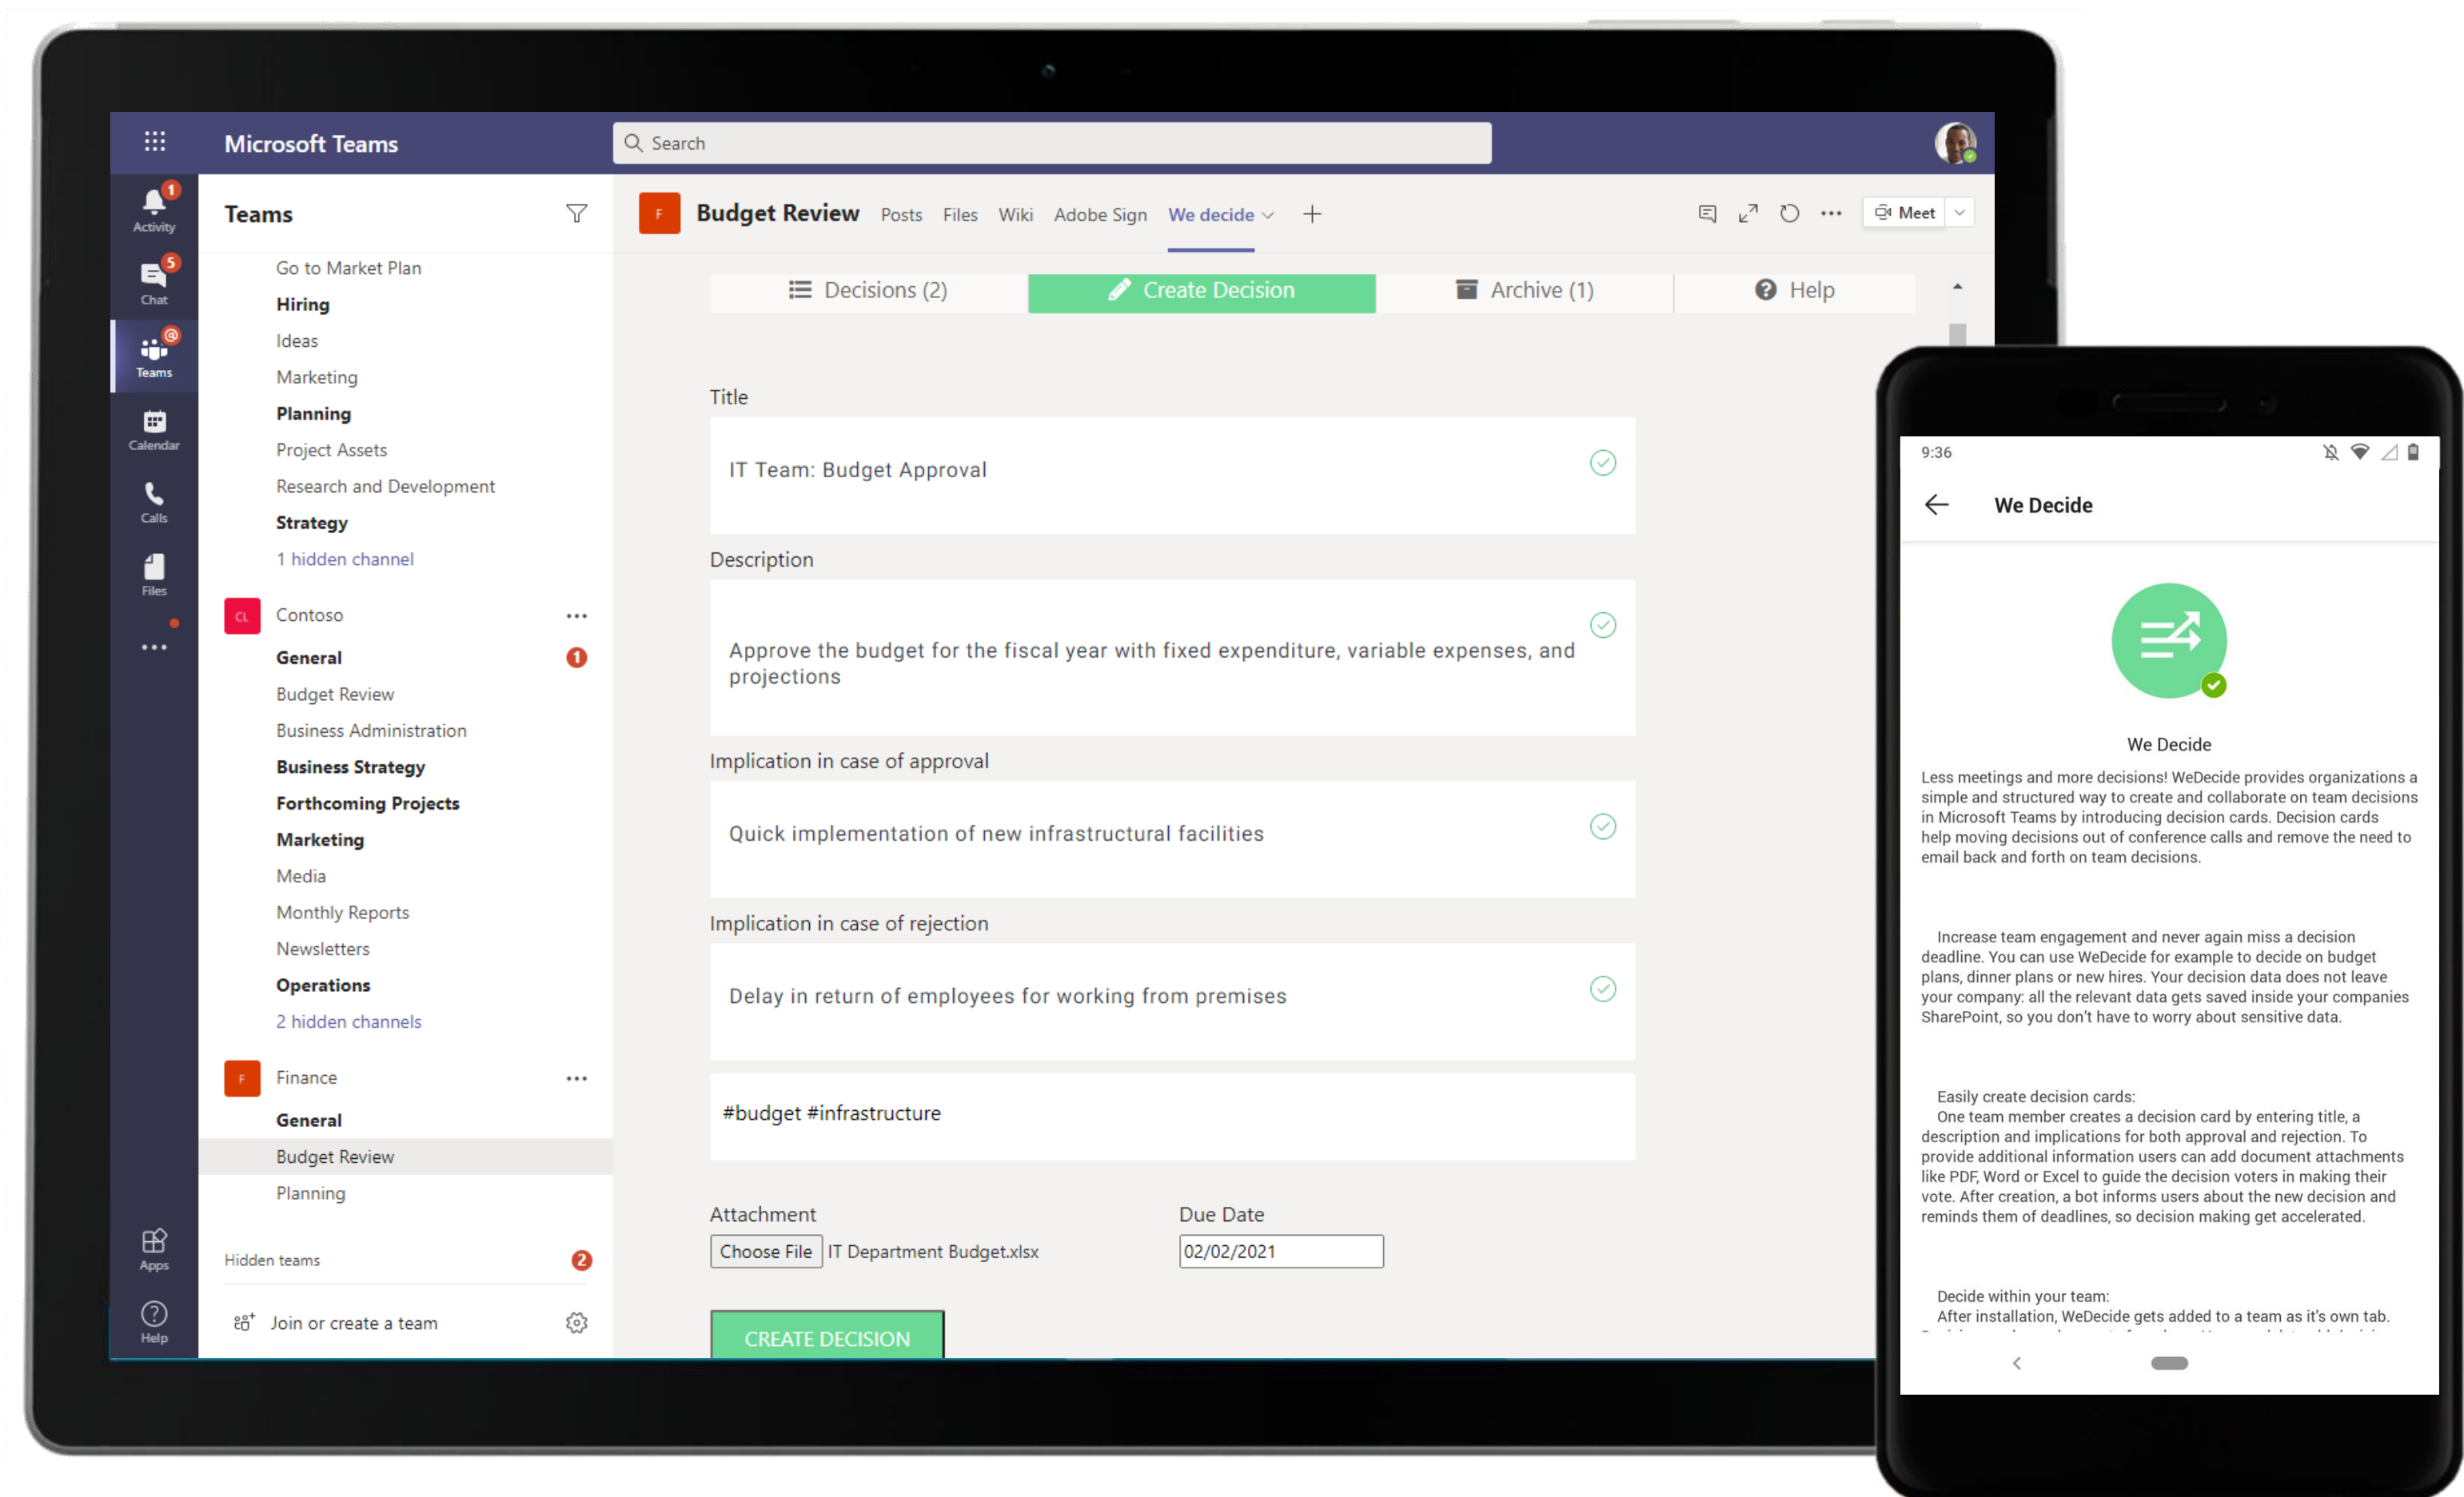 Microsoft Teams
Search
1
Activity
5
Chat
@
Teams
Calendar
Calls
Files
Apps
Help
Teams
Go to Market Plan
Hiring
Ideas
Marketing
Planning
Project Assets
Research and Development
Strategy
1 hidden channel
CL Contoso
General 1
Budget Review
Business Administration
Business Strategy
Forthcoming Projects
Marketing
Media
Monthly Reports
Newsletters
Operations
2 hidden channels
F Finance
General
Budget Review
Planning
Hidden teams 2
Join or create a team
F Budget Review Posts Files Wiki Adobe Sign We decide Meet
Decisions (2) Create Decision Archive (1) Help
Title
IT Team: Budget Approval
Description
Approve the budget for the fiscal year with fixed expenditure, variable expenses, and
projections
Implication in case of approval
Quick implementation of new infrastructural facilities
Implication in case of rejection
Delay in return of employees for working from premises
#budget #infrastructure
Attachment Due Date
Choose File IT Department Budget.xlsx 02/02/2021
CREATE DECISION
9:36
We Decide
We Decide
Less meetings and more decisions! WeDecide provides organizations a
simple and structured way to create and collaborate on team decisions
in Microsoft Teams by introducing decision cards. Decision cards
help moving decisions out of conference calls and remove the need to
email back and forth on team decisions.
Increase team engagement and never again miss a decision
deadline. You can use WeDecide for example to decide on budget
plans, dinner plans or new hires. Your decision data does not leave
your company: all the relevant data gets saved inside your companies
SharePoint, so you don't have to worry about sensitive data.
Easily create decision cards:
One team member creates a decision card by entering title, a
description and implications for both approval and rejection. To
provide additional information users can add document attachments
like PDF, Word or Excel to guide the decision voters in making their
vote. After creation, a bot informs users about the new decision and
reminds them of deadlines, so decision making get accelerated.
Decide within your team:
After installation, WeDecide gets added to a team as it's own tab.